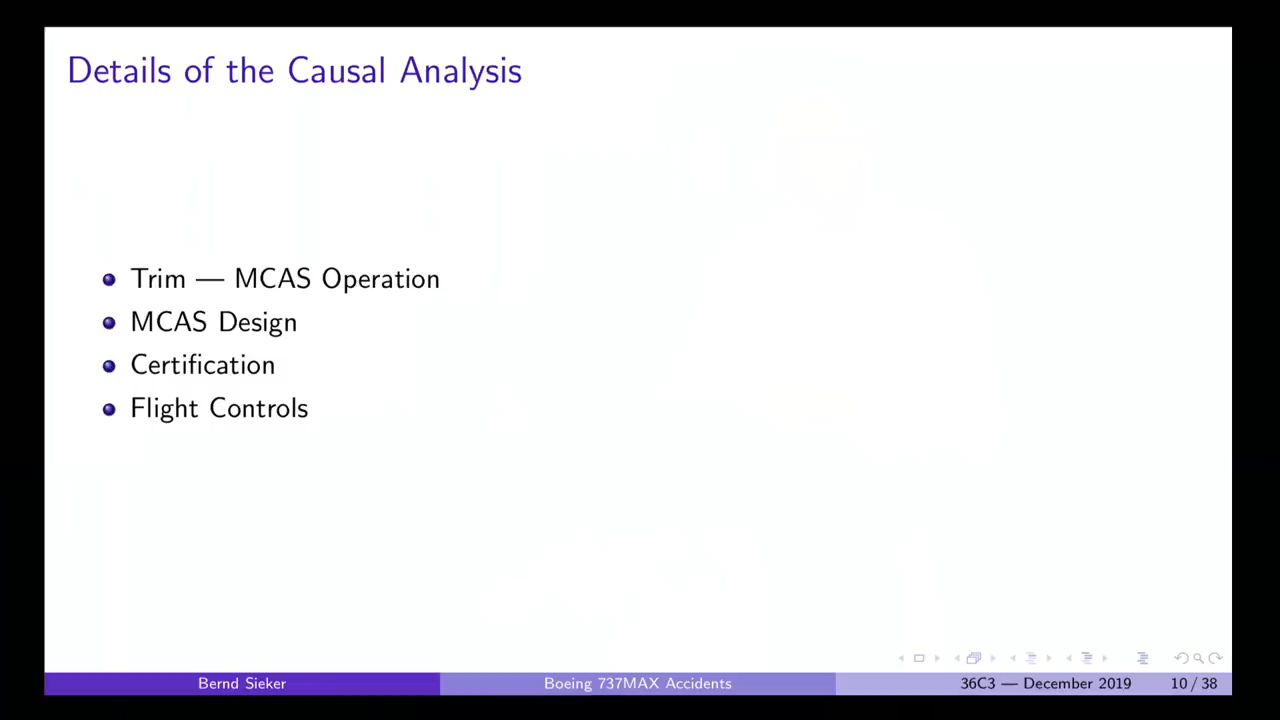 Details of the Causal Analysis
Trim — MCAS Operation
MCAS Design
Certification
Flight Controls
Bernd Sieker
Boeing 737MAX Accidents
36C3 — December 2019
10 / 38